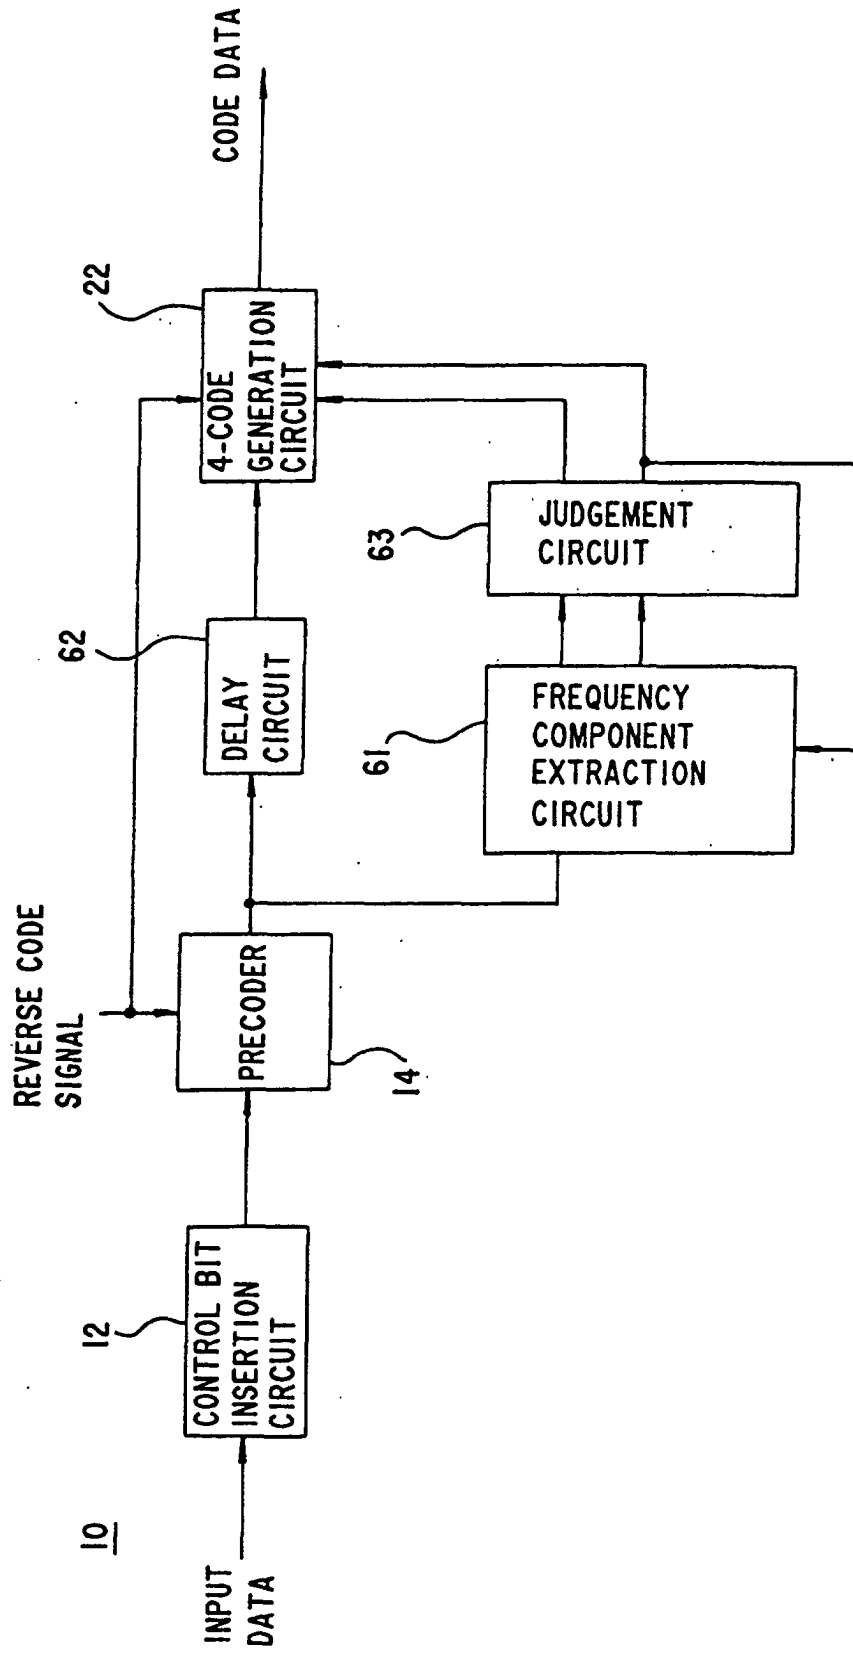 10
INPUT
DATA
12
CONTROL BIT
INSERTION
CIRCUIT
REVERSE CODE
SIGNAL
PRECODER
14
62
DELAY
CIRCUIT
22
4-CODE
GENERATION
CIRCUIT
CODE DATA
61
FREQUENCY
COMPONENT
EXTRACTION
CIRCUIT
63
JUDGEMENT
CIRCUIT